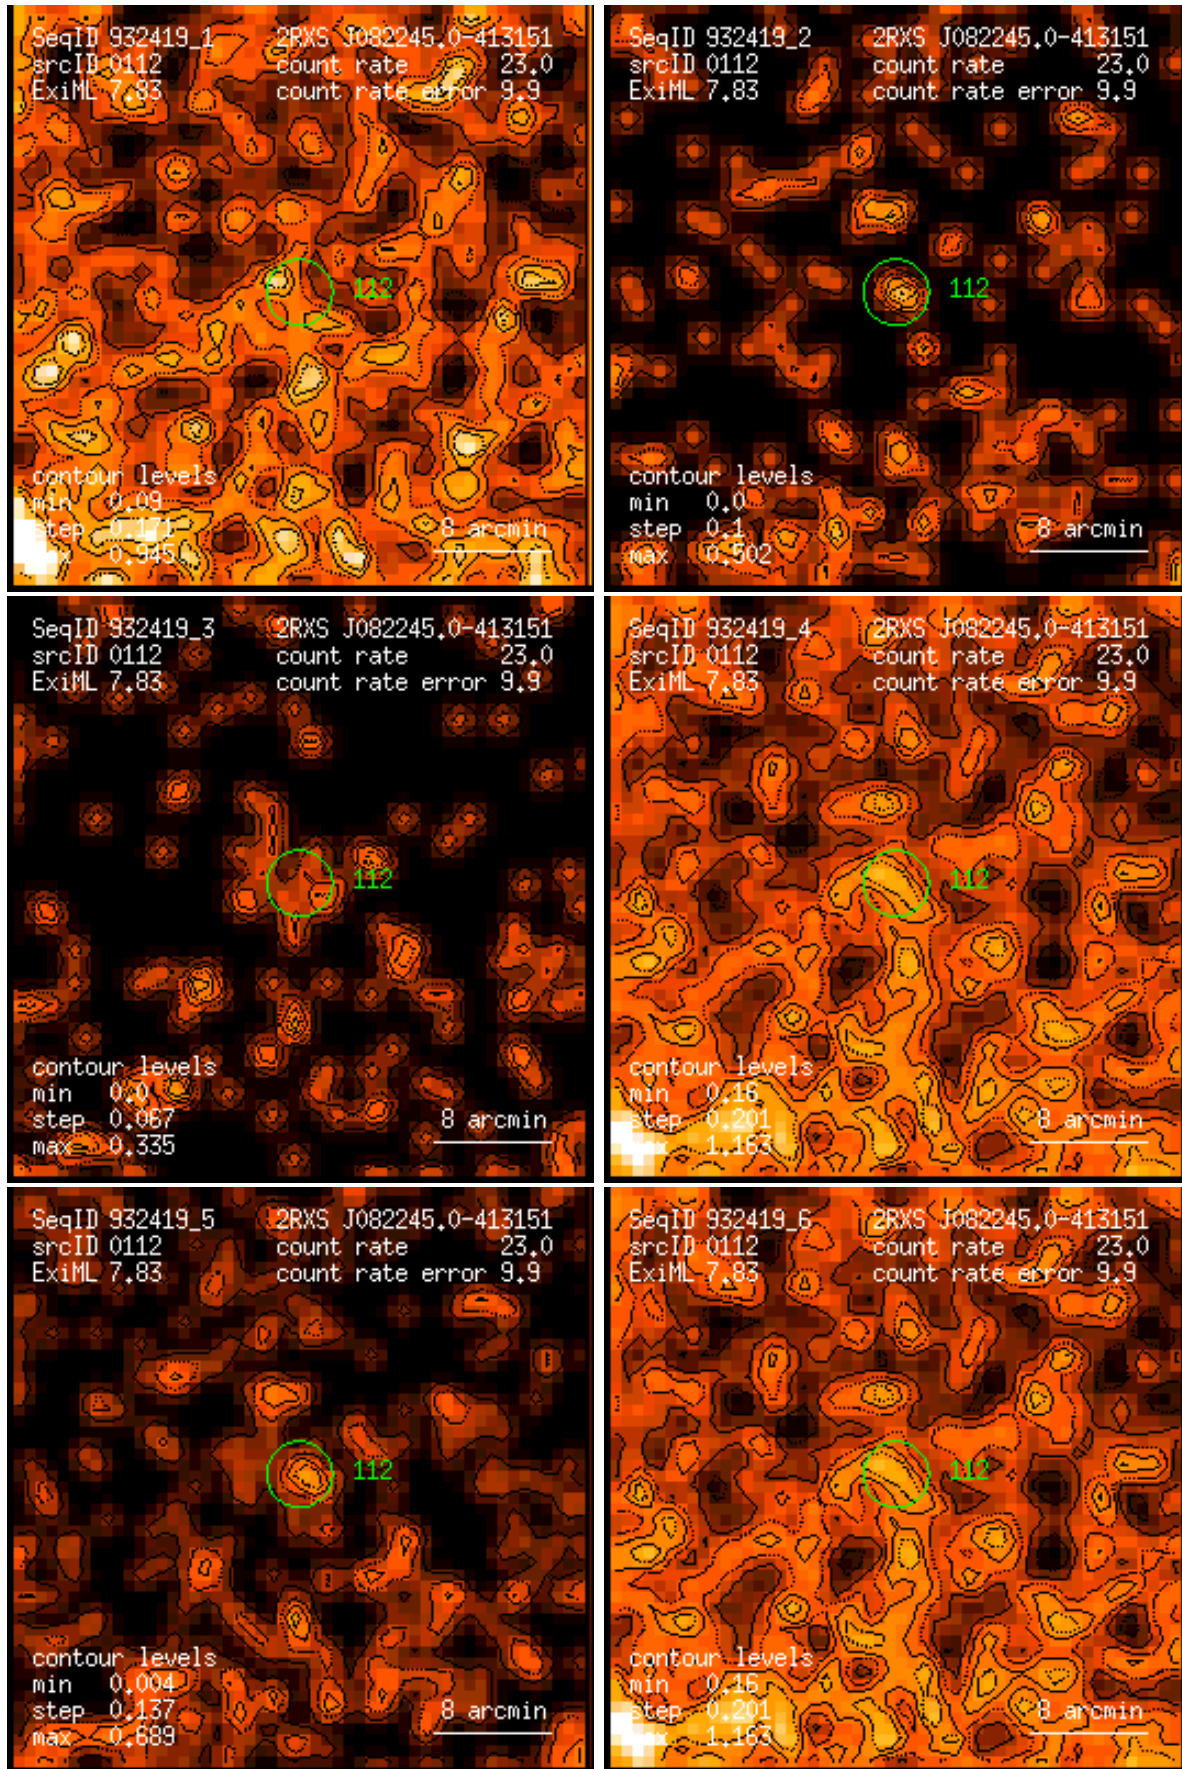 SeqID 932419_1 2RXS J082245.0-413151
srcID 0112 count rate 23.0
ExiML 7.83 count rate error 9.9
112
contour levels
min 0.09
step 0.171
max 0.945
8 arcmin
SeqID 932419_2 2RXS J082245.0-413151
srcID 0112 count rate 23.0
ExiML 7.83 count rate error 9.9
112
contour levels
min 0.0
step 0.1
max 0.502
8 arcmin
SeqID 932419_3 2RXS J082245.0-413151
srcID 0112 count rate 23.0
ExiML 7.83 count rate error 9.9
112
contour levels
min 0.0
step 0.067
max 0.335
8 arcmin
SeqID 932419_4 2RXS J082245.0-413151
srcID 0112 count rate 23.0
ExiML 7.83 count rate error 9.9
112
contour levels
min 0.16
step 0.201
max 1.163
8 arcmin
SeqID 932419_5 2RXS J082245.0-413151
srcID 0112 count rate 23.0
ExiML 7.83 count rate error 9.9
112
contour levels
min 0.004
step 0.137
max 0.689
8 arcmin
SeqID 932419_6 2RXS J082245.0-413151
srcID 0112 count rate 23.0
ExiML 7.83 count rate error 9.9
112
contour levels
min 0.16
step 0.201
max 1.163
8 arcmin